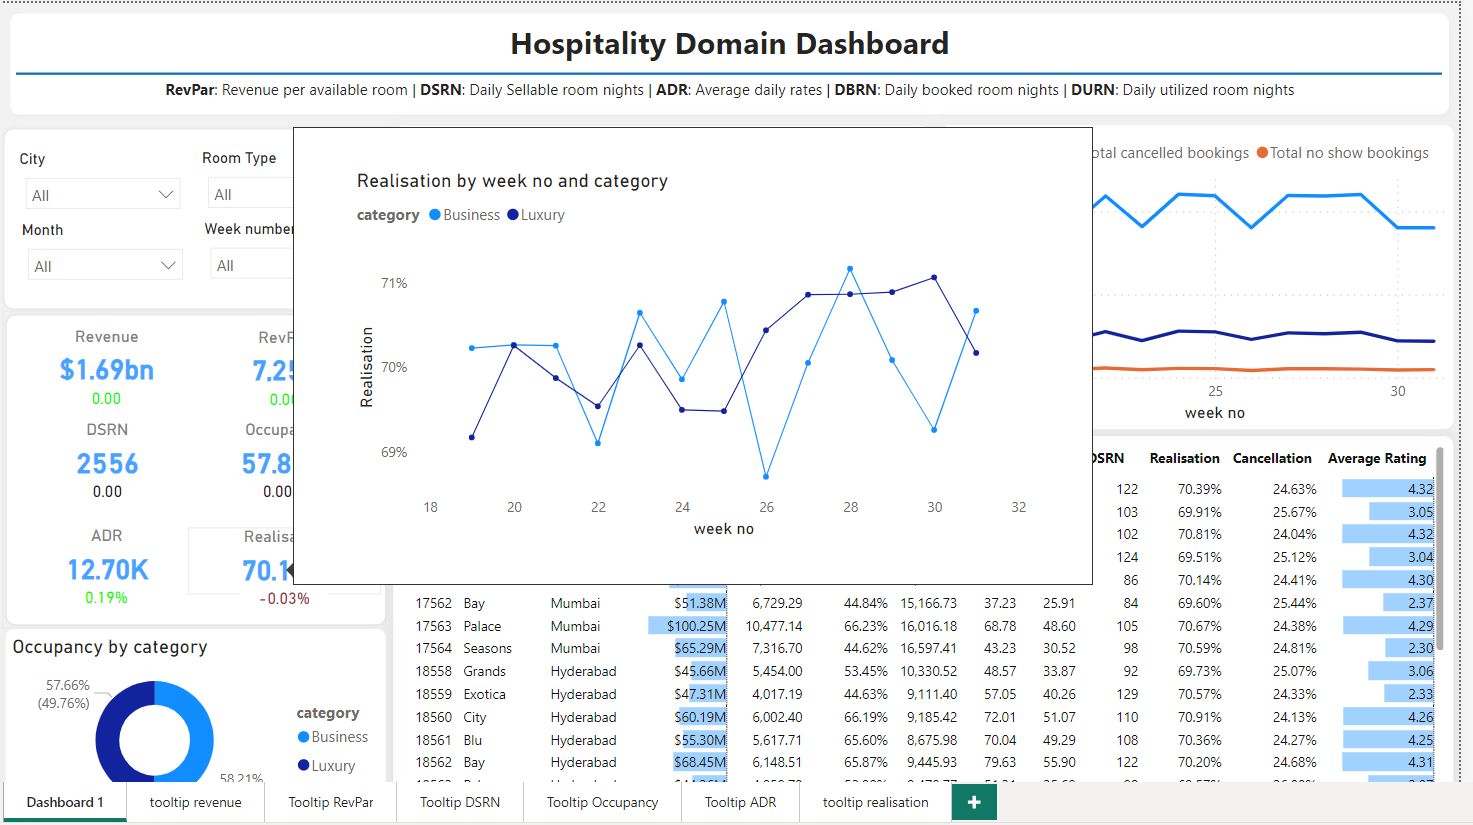 Hospitality Domain Dashboard
RevPar: Revenue per available room | DSRN: Daily Sellable room nights | ADR: Average daily rates | DBRN: Daily booked room nights | DURN: Daily utilized room nights
City
Room Type
All
All
Month
Week number
All
All
Revenue
$1.69bn
0.00
DSRN
2556
0.00
57.8
0.00
ADR
12.70K
0.19%
70.1
-0.03%
Realisation by week no and category
category Business Luxury
Realisation
71%
70%
69%
18 20 22 24 26 28 30 32
week no
cancelled bookings Total no show bookings
25 30
week no
Realisation Cancellation Average Rating
122 70.39% 24.63% 4.32
103 69.91% 25.67% 3.05
102 70.81% 24.04% 4.32
124 69.51% 25.12% 3.04
86 70.14% 24.41% 4.30
17562 Bay Mumbai $51.38M 6,729.29 44.84% 15,166.73 37.23 25.91 84 69.60% 25.44% 2.37
17563 Palace Mumbai $100.25M 10,477.14 66.23% 16,016.18 68.78 48.60 105 70.67% 24.38% 4.29
17564 Seasons Mumbai $65.29M 7,316.70 44.62% 16,597.41 43.23 30.52 98 70.59% 24.81% 2.30
18558 Grands Hyderabad $45.66M 5,454.00 53.45% 10,330.52 48.57 33.87 92 69.73% 25.07% 3.06
18559 Exotica Hyderabad $47.31M 4,017.19 44.63% 9,111.40 57.05 40.26 129 70.57% 24.33% 2.33
18560 City Hyderabad $60.19M 6,002.40 66.19% 9,185.42 72.01 51.07 110 70.91% 24.13% 4.26
18561 Blu Hyderabad $55.30M 5,617.71 65.60% 8,675.98 70.04 49.29 108 70.36% 24.27% 4.25
18562 Bay Hyderabad $68.45M 6,148.51 65.87% 9,445.93 79.63 55.90 122 70.20% 24.68% 4.31
Occupancy by category
57.66%
(49.76%)
58.21%
category
Business
Luxury
Dashboard 1
tooltip revenue
Tooltip RevPar
Tooltip DSRN
Tooltip Occupancy
Tooltip ADR
tooltip realisation
+